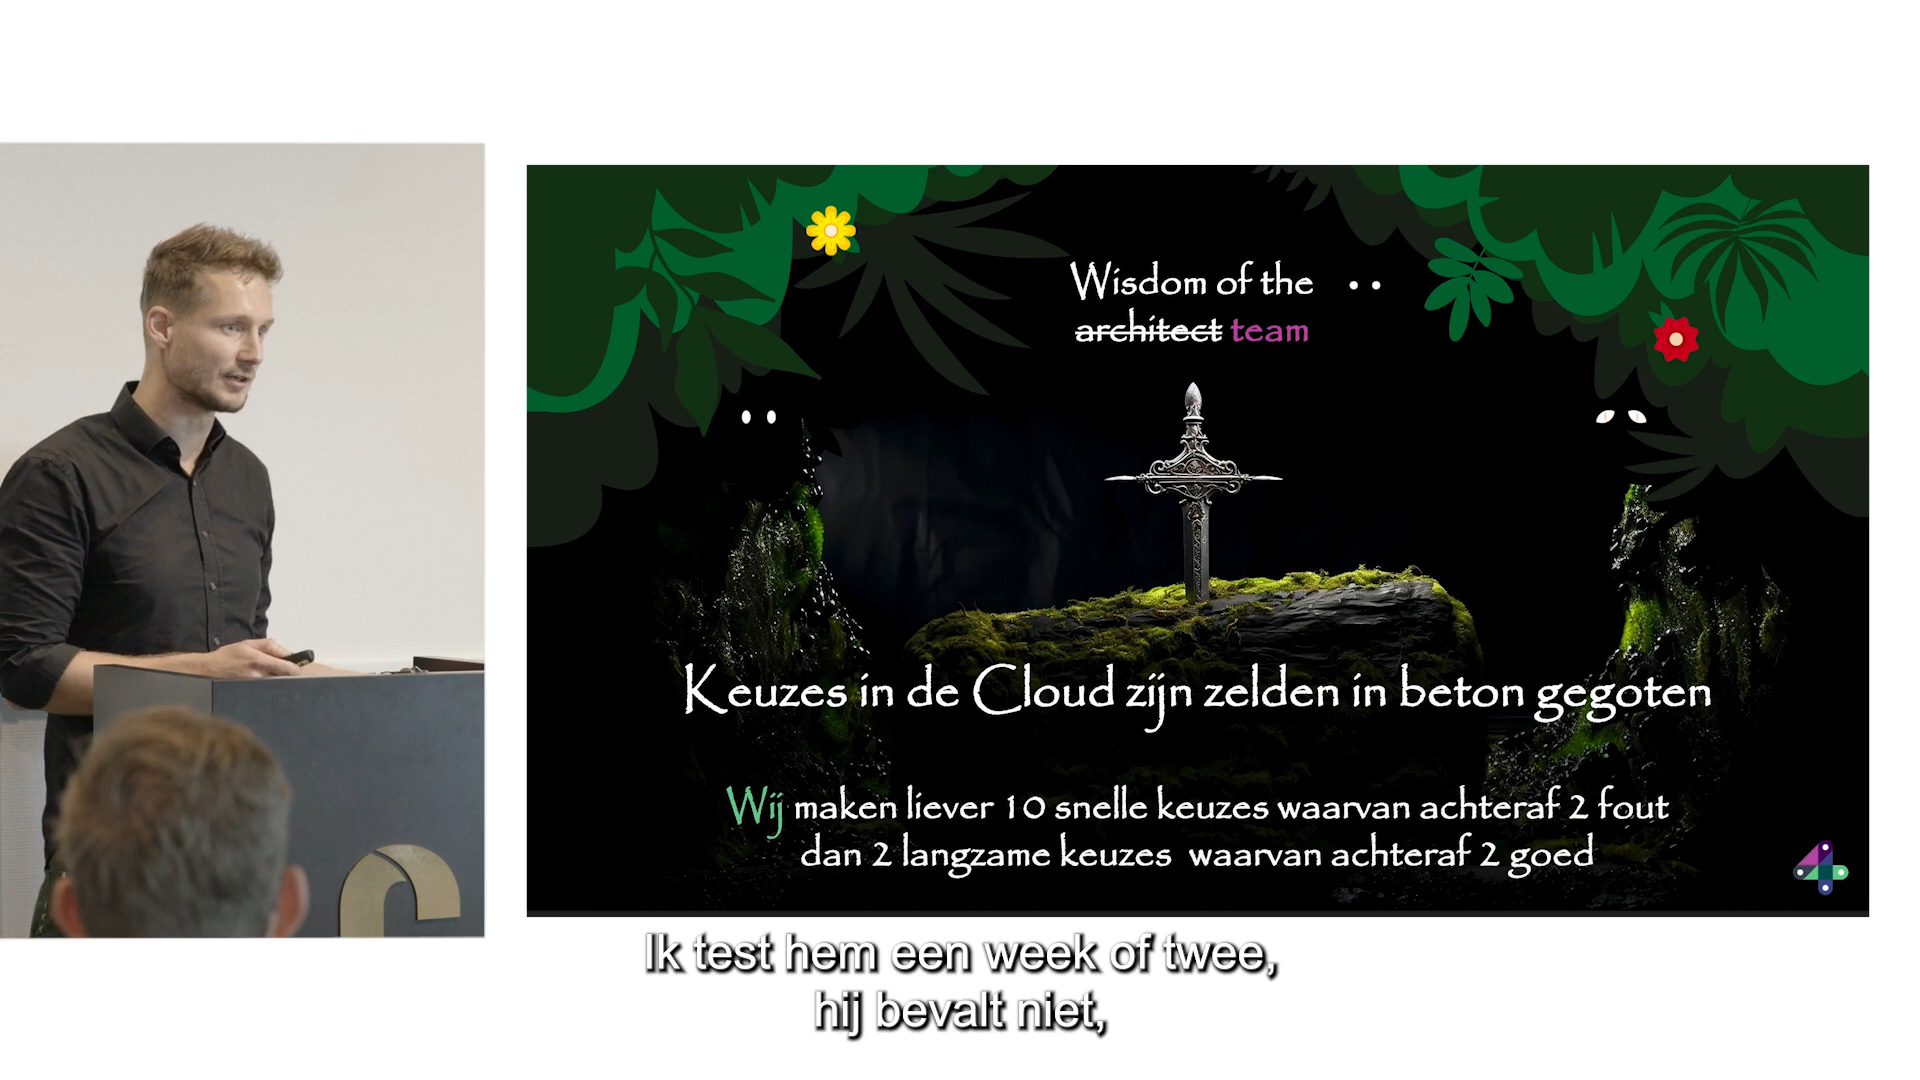 Wisdom of the
architect team
Keuzes in de Cloud zijn zelden in beton gegoten
Wij maken liever 10 snelle keuzes waarvan achteraf 2 fout
dan 2 langzame keuzes waarvan achteraf 2 goed
Ik test hem een week of twee,
hij bevalt niet,